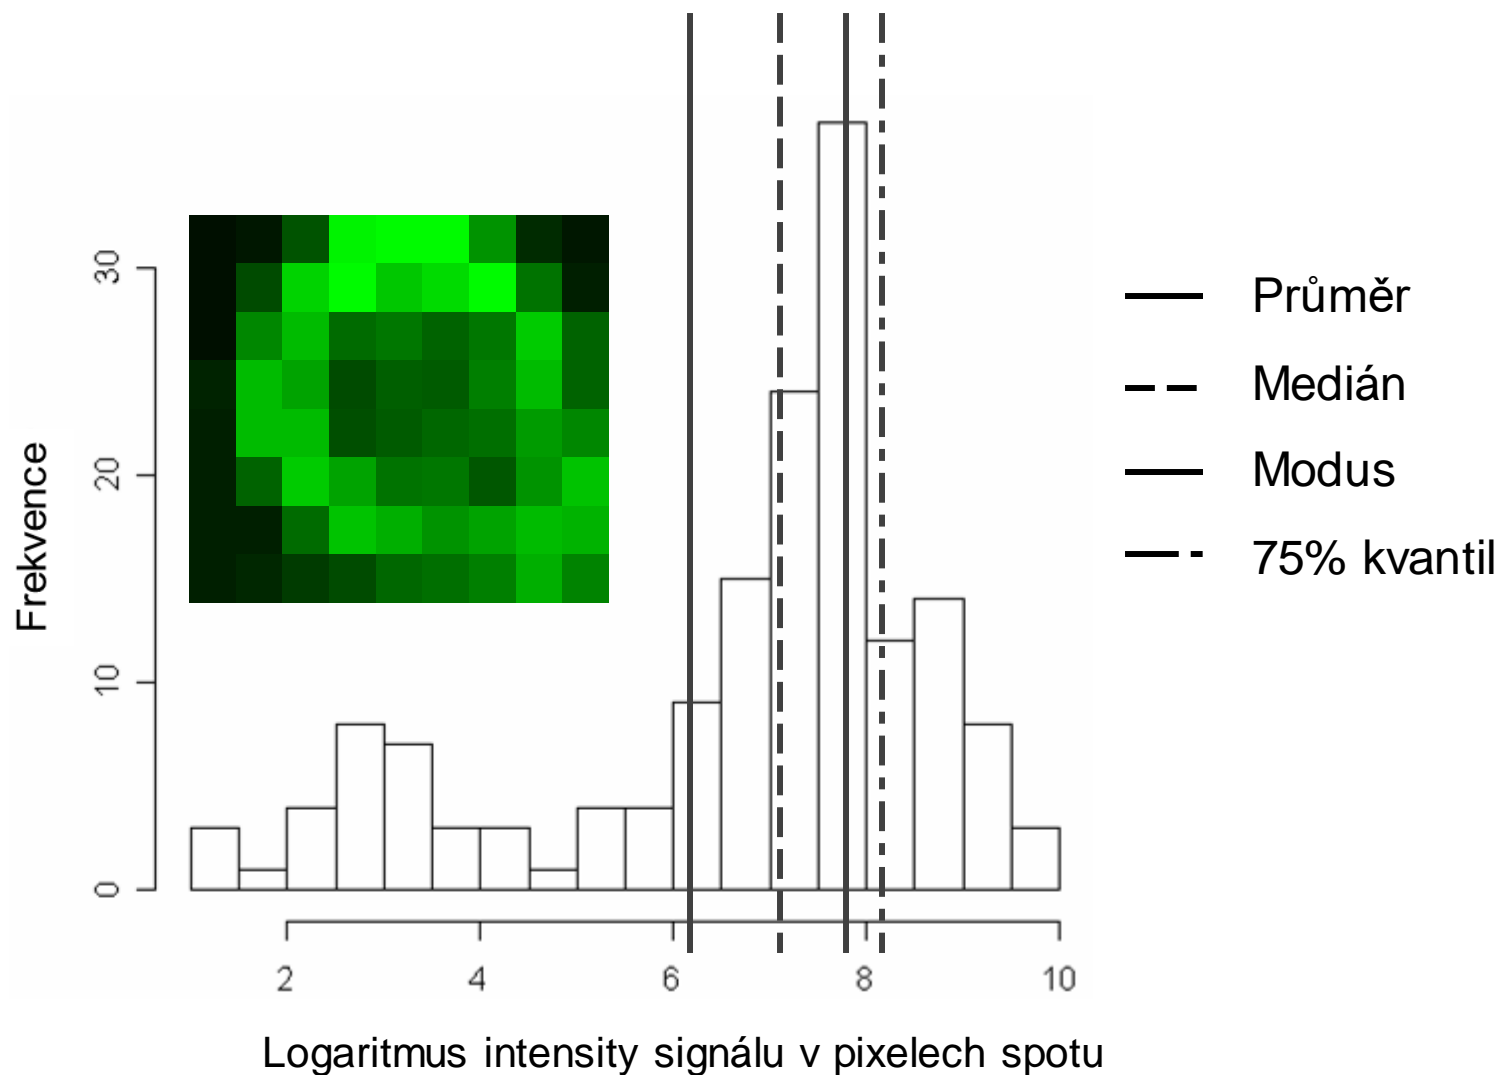 30
20
10
0
Frekvence
2 4 6 8 10
Logaritmus intensity signálu v pixelech spotu
Průměr
Medián
Modus
75% kvantil